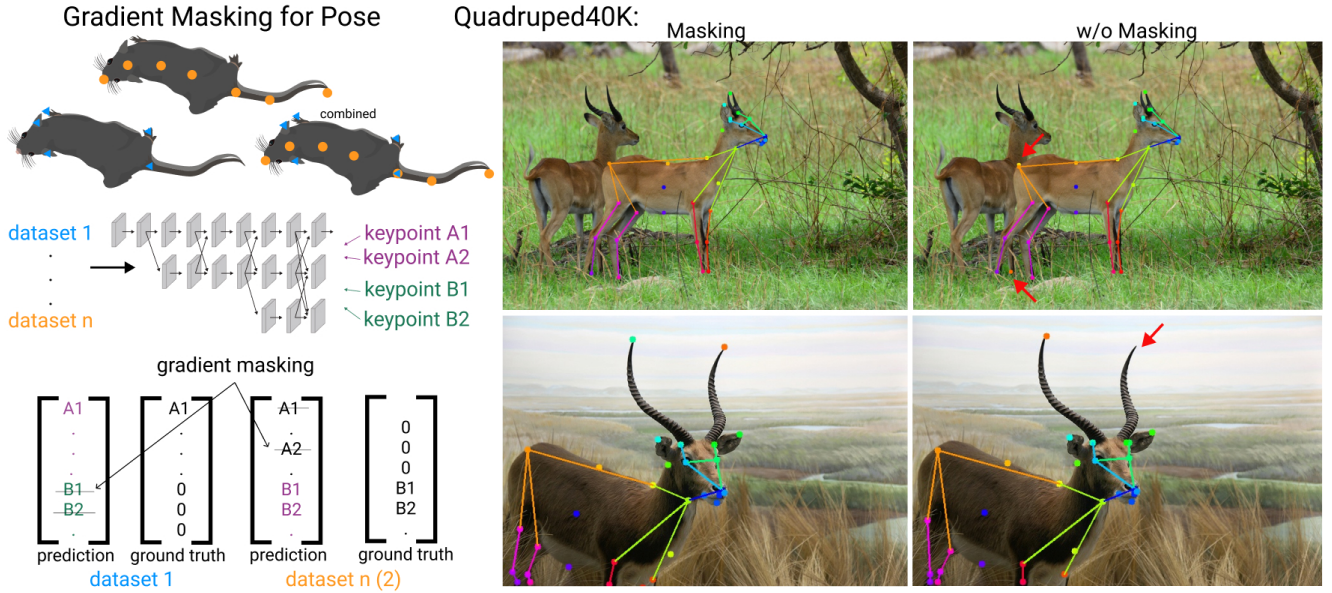 Gradient Masking for Pose
combined
dataset 1
.
.
.
dataset n
keypoint A1
keypoint A2
keypoint B1
keypoint B2
gradient masking
A1
.
.
.
B1
B2
.
prediction
A1
.
.
.
0
0
0
ground truth
dataset 1
A1
.
A2
.
B1
B2
.
prediction
0
0
0
B1
B2
.
ground truth
dataset n (2)
Quadruped40K:
Masking
w/o Masking